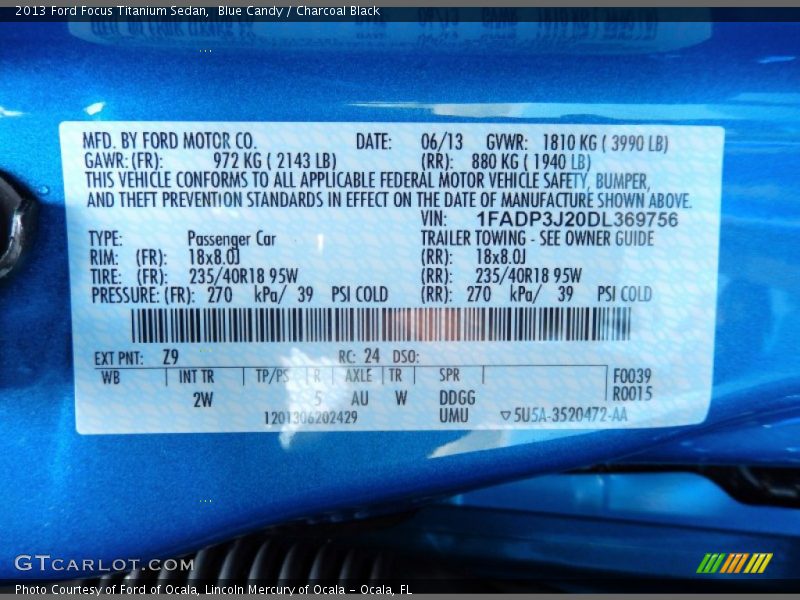 2013 Ford Focus Titanium Sedan,  Blue Candy / Charcoal Black
MFD. BY FORD MOTOR CO. DATE: 06/13 GVWR: 1810 KG ( 3990 LB)
GAWR: (FR): 972 KG ( 2143 LB) (RR): 880 KG ( 1940 LB)
THIS VEHICLE CONFORMS TO ALL APPLICABLE FEDERAL MOTOR VEHICLE SAFETY, BUMPER,
AND THEFT PREVENTION STANDARDS IN EFFECT ON THE DATE OF MANUFACTURE SHOWN ABOVE.
VIN: 1FADP3J20DL369756
TYPE: Passenger Car TRAILER TOWING - SEE OWNER GUIDE
RIM: (FR): 18x8.0J (RR): 18x8.0J
TIRE: (FR): 235/40R18 95W (RR): 235/40R18 95W
PRESSURE: (FR): 270 kPa/ 39 PSI COLD (RR): 270 kPa/ 39 PSI COLD
EXT PNT: Z9 RC: 24 DSO:
WB INT TR TP/PS R AXLE TR SPR F0039
2W 5 AU W DDGG R0015
1201306202429 UMU ▽5U5A-3520472-AA
GTCARLOT.COM
Photo Courtesy of Ford of Ocala, Lincoln Mercury of Ocala - Ocala, FL